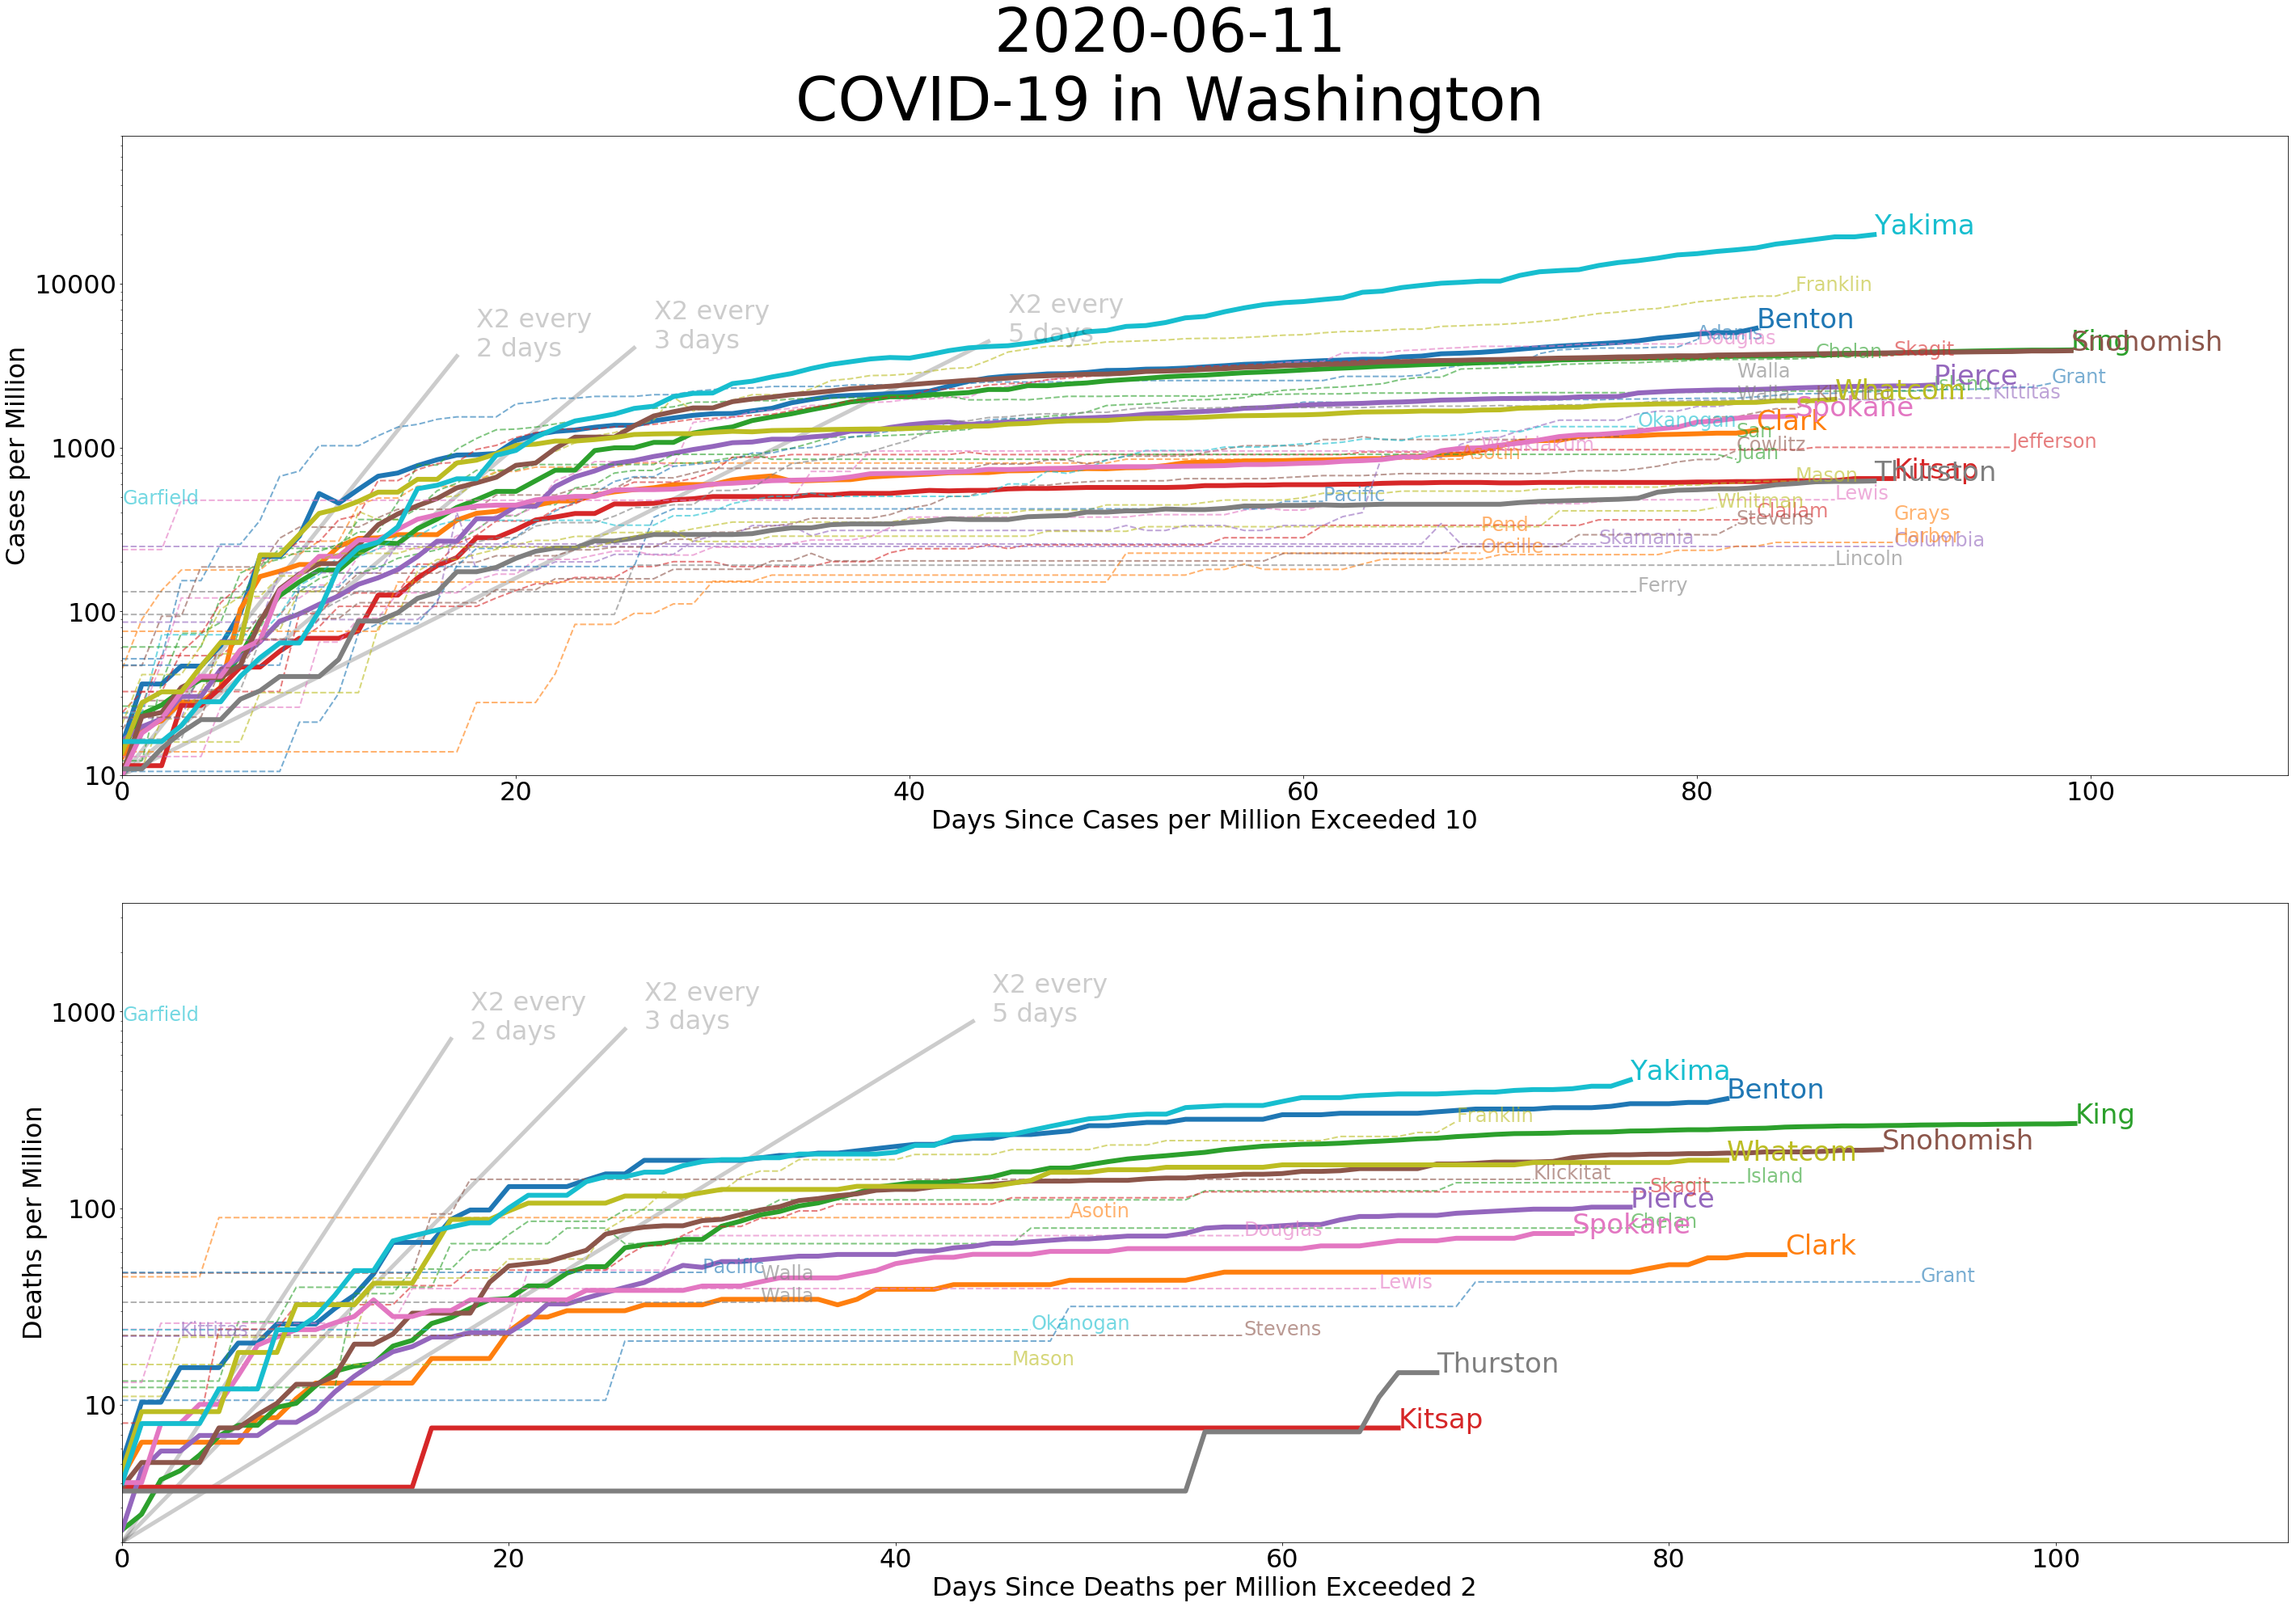 2020-06-11
COVID-19 in Washington
Cases per Million
10000
1000
100
10
X2 every
2 days
X2 every
3 days
X2 every
5 days
Yakima
Franklin
Benton
Adams
Douglas
King
Snohomish
Chelan
Skagit
Walla
Walla
Pierce
Island
Grant
Whatcom
Kittitas
Spokane
Clark
Okanogan
San
Juan
Cowlitz
Jefferson
Wahkiakum
Asotin
Garfield
Kitsap
Thurston
Mason
Pacific
Lewis
Whitman
Clallam
Stevens
Grays
Harbor
Pend
Oreille
Skamania
Columbia
Lincoln
Ferry
0
20
40
60
80
100
Days Since Cases per Million Exceeded 10
Deaths per Million
1000
100
10
Garfield
X2 every
2 days
X2 every
3 days
X2 every
5 days
Yakima
Benton
Franklin
King
Snohomish
Whatcom
Klickitat
Island
Skagit
Pierce
Asotin
Chelan
Douglas
Spokane
Clark
Pacific
Walla
Walla
Lewis
Grant
Kittitas
Okanogan
Stevens
Mason
Thurston
Kitsap
0
20
40
60
80
100
Days Since Deaths per Million Exceeded 2